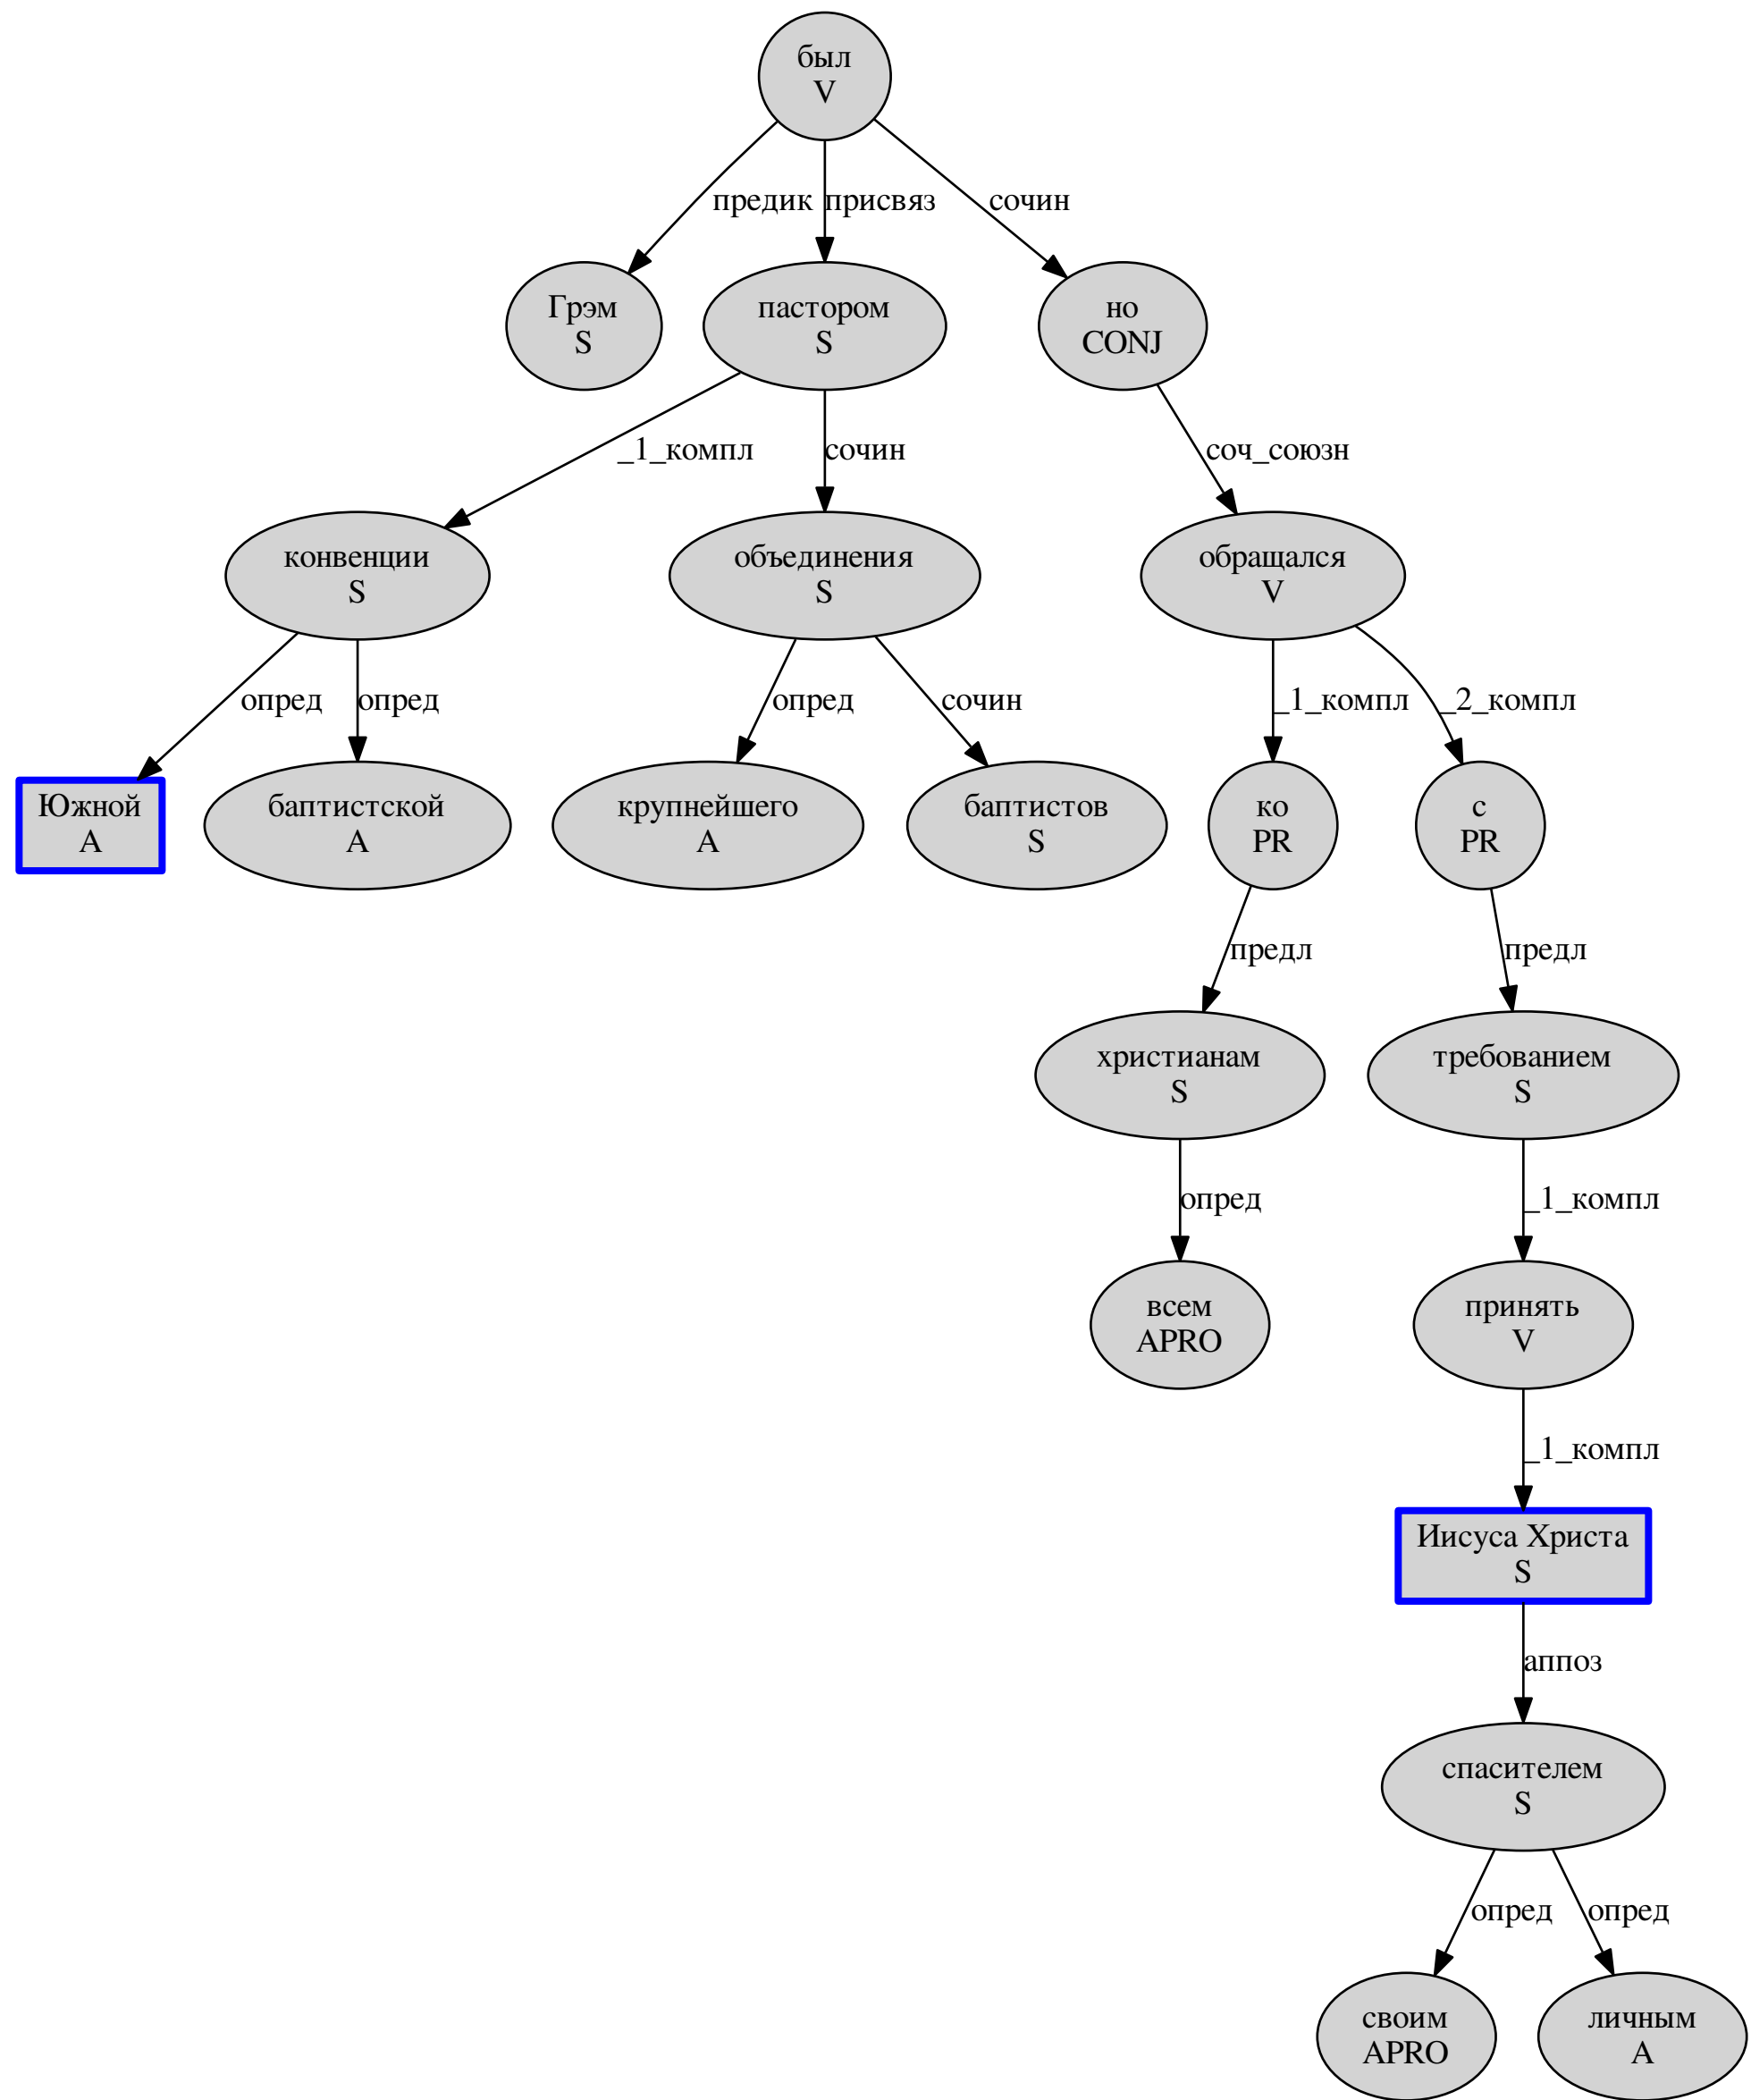 был
V
предик
присвяз
сочин
Грэм
S
пастором
S
но
CONJ
_1_компл
сочин
соч_союзн
конвенции
S
объединения
S
обращался
V
опред
опред
опред
сочин
_1_компл
_2_компл
Южной
A
баптистской
A
крупнейшего
A
баптистов
S
ко
PR
с
PR
предл
предл
христианам
S
требованием
S
опред
_1_компл
всем
APRO
принять
V
_1_компл
Иисуса Христа
S
аппоз
спасителем
S
опред
опред
своим
APRO
личным
A